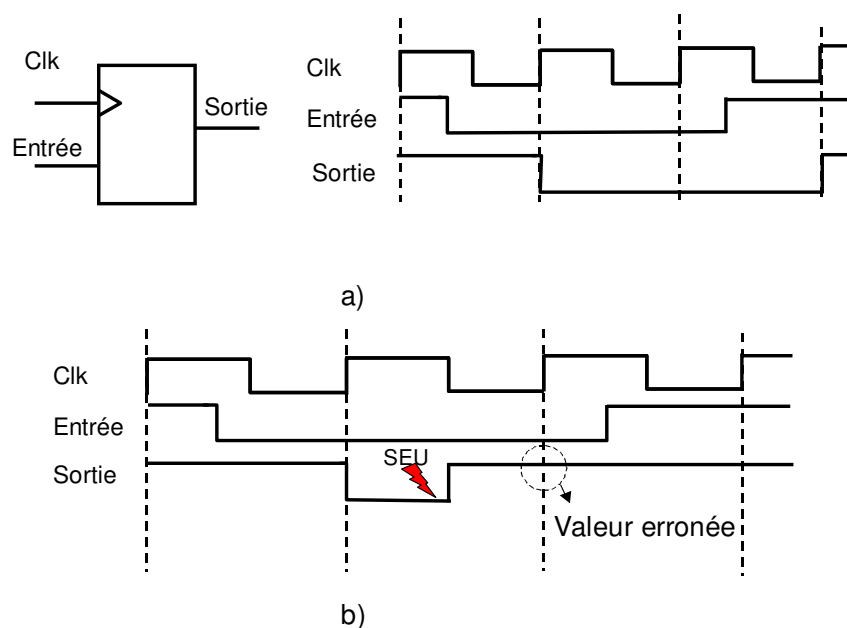 Clk
Entrée
Sortie
Clk
Entrée
Sortie
a)
Clk
Entrée
Sortie
SEU
Valeur erronée
b)